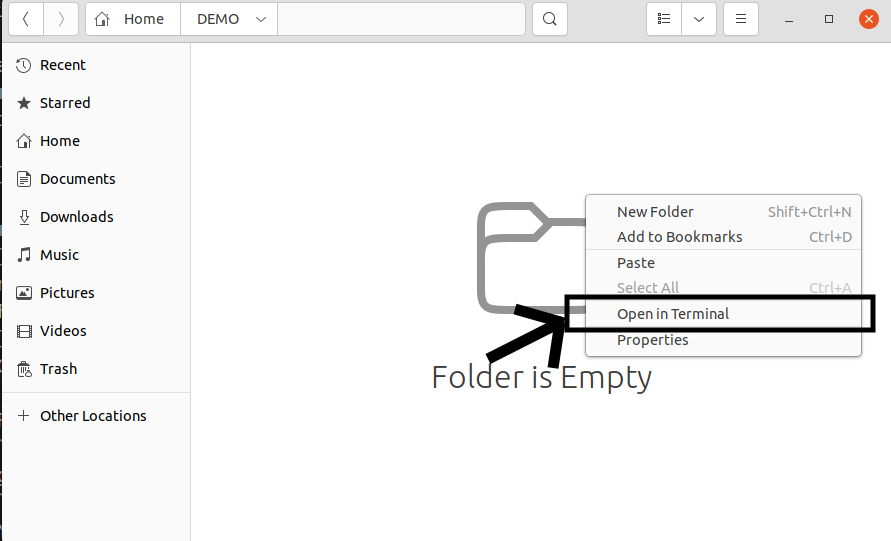 Home DEMO
Recent
Starred
Home
Documents
Downloads
Music
Pictures
Videos
Trash
Other Locations
New Folder Shift+Ctrl+N
Add to Bookmarks Ctrl+D
Paste
Select All Ctrl+A
Open in Terminal
Properties
Folder is Empty